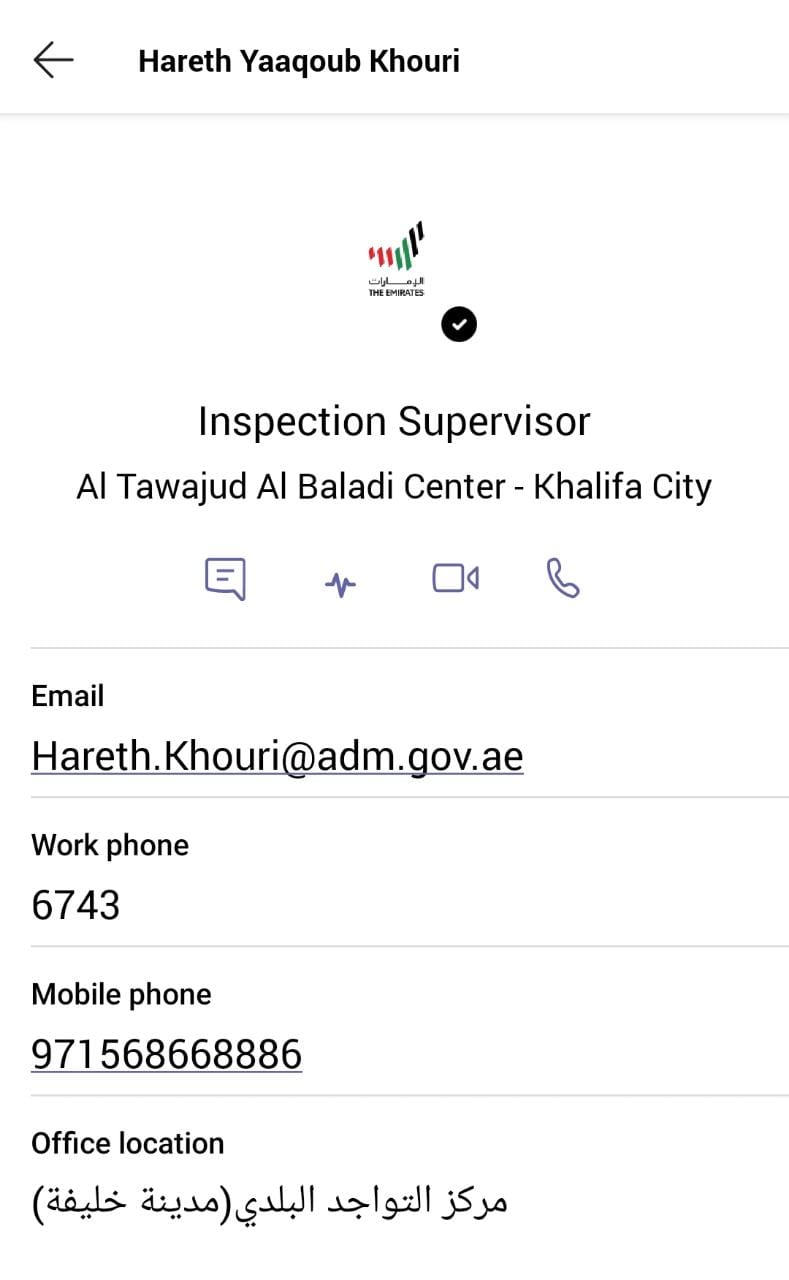 Hareth Yaaqoub Khouri
الإمارات
THE EMIRATES
Inspection Supervisor
Al Tawajud Al Baladi Center - Khalifa City
Email
Hareth.Khouri@adm.gov.ae
Work phone
6743
Mobile phone
971568668886
Office location
مركز التواجد البلدي(مدينة خليفة)